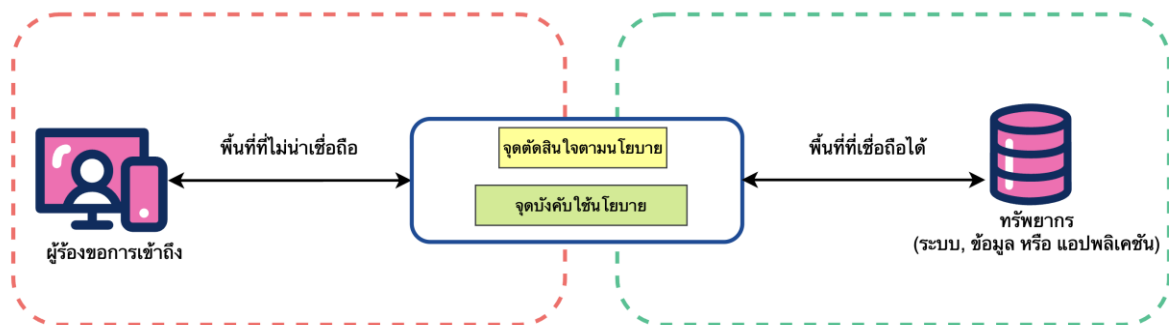 พื้นที่ที่ไม่น่าเชื่อถือ
จุดตัดสินใจตามนโยบาย
พื้นที่ที่เชื่อถือได้
จุดบังคับใช้นโยบาย
ผู้ร้องขอการเข้าถึง
ทรัพยากร
(ระบบ, ข้อมูล หรือ แอปพลิเคชัน)